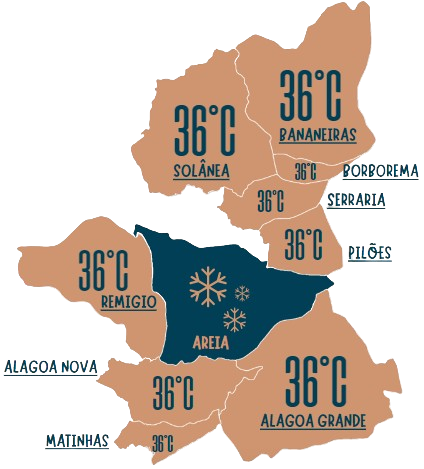 36°C
BANANEIRAS
36°C
SOLÂNEA
36°C
BORBOREMA
36°C
SERRARIA
36°C
PILÕES
36°C
REMIGIO
AREIA
ALAGOA NOVA
36°C
36°C
ALAGOA GRANDE
MATINHAS
36°C